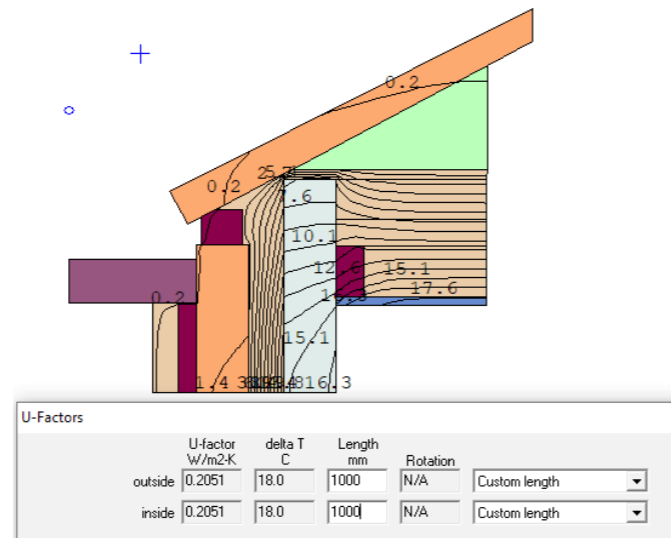 0.2
0.2
7.6
10.1
12.6
15.1
17.6
0.2
15.1
1.4
16.3
U-Factors
U-factor delta T Length
W/m2-K C mm Rotation
outside 0.2051 18.0 1000 N/A Custom length
inside 0.2051 18.0 1000 N/A Custom length